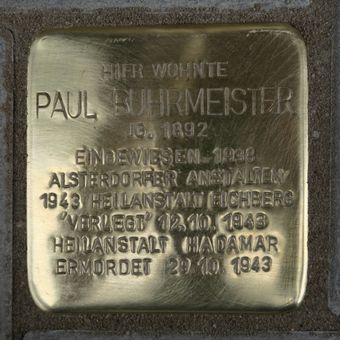 HIER WOHNTE
PAUL BUHRMEISTER
JG. 1892
EINGEWIESEN
ALSTERDORFER ANSTALTEN
1943 HEILANSTALT EICHBERG
"VERLEGT" 12.10. 1943
HEILANSTALT HADAMAR
ERMORDET 29.10. 1943